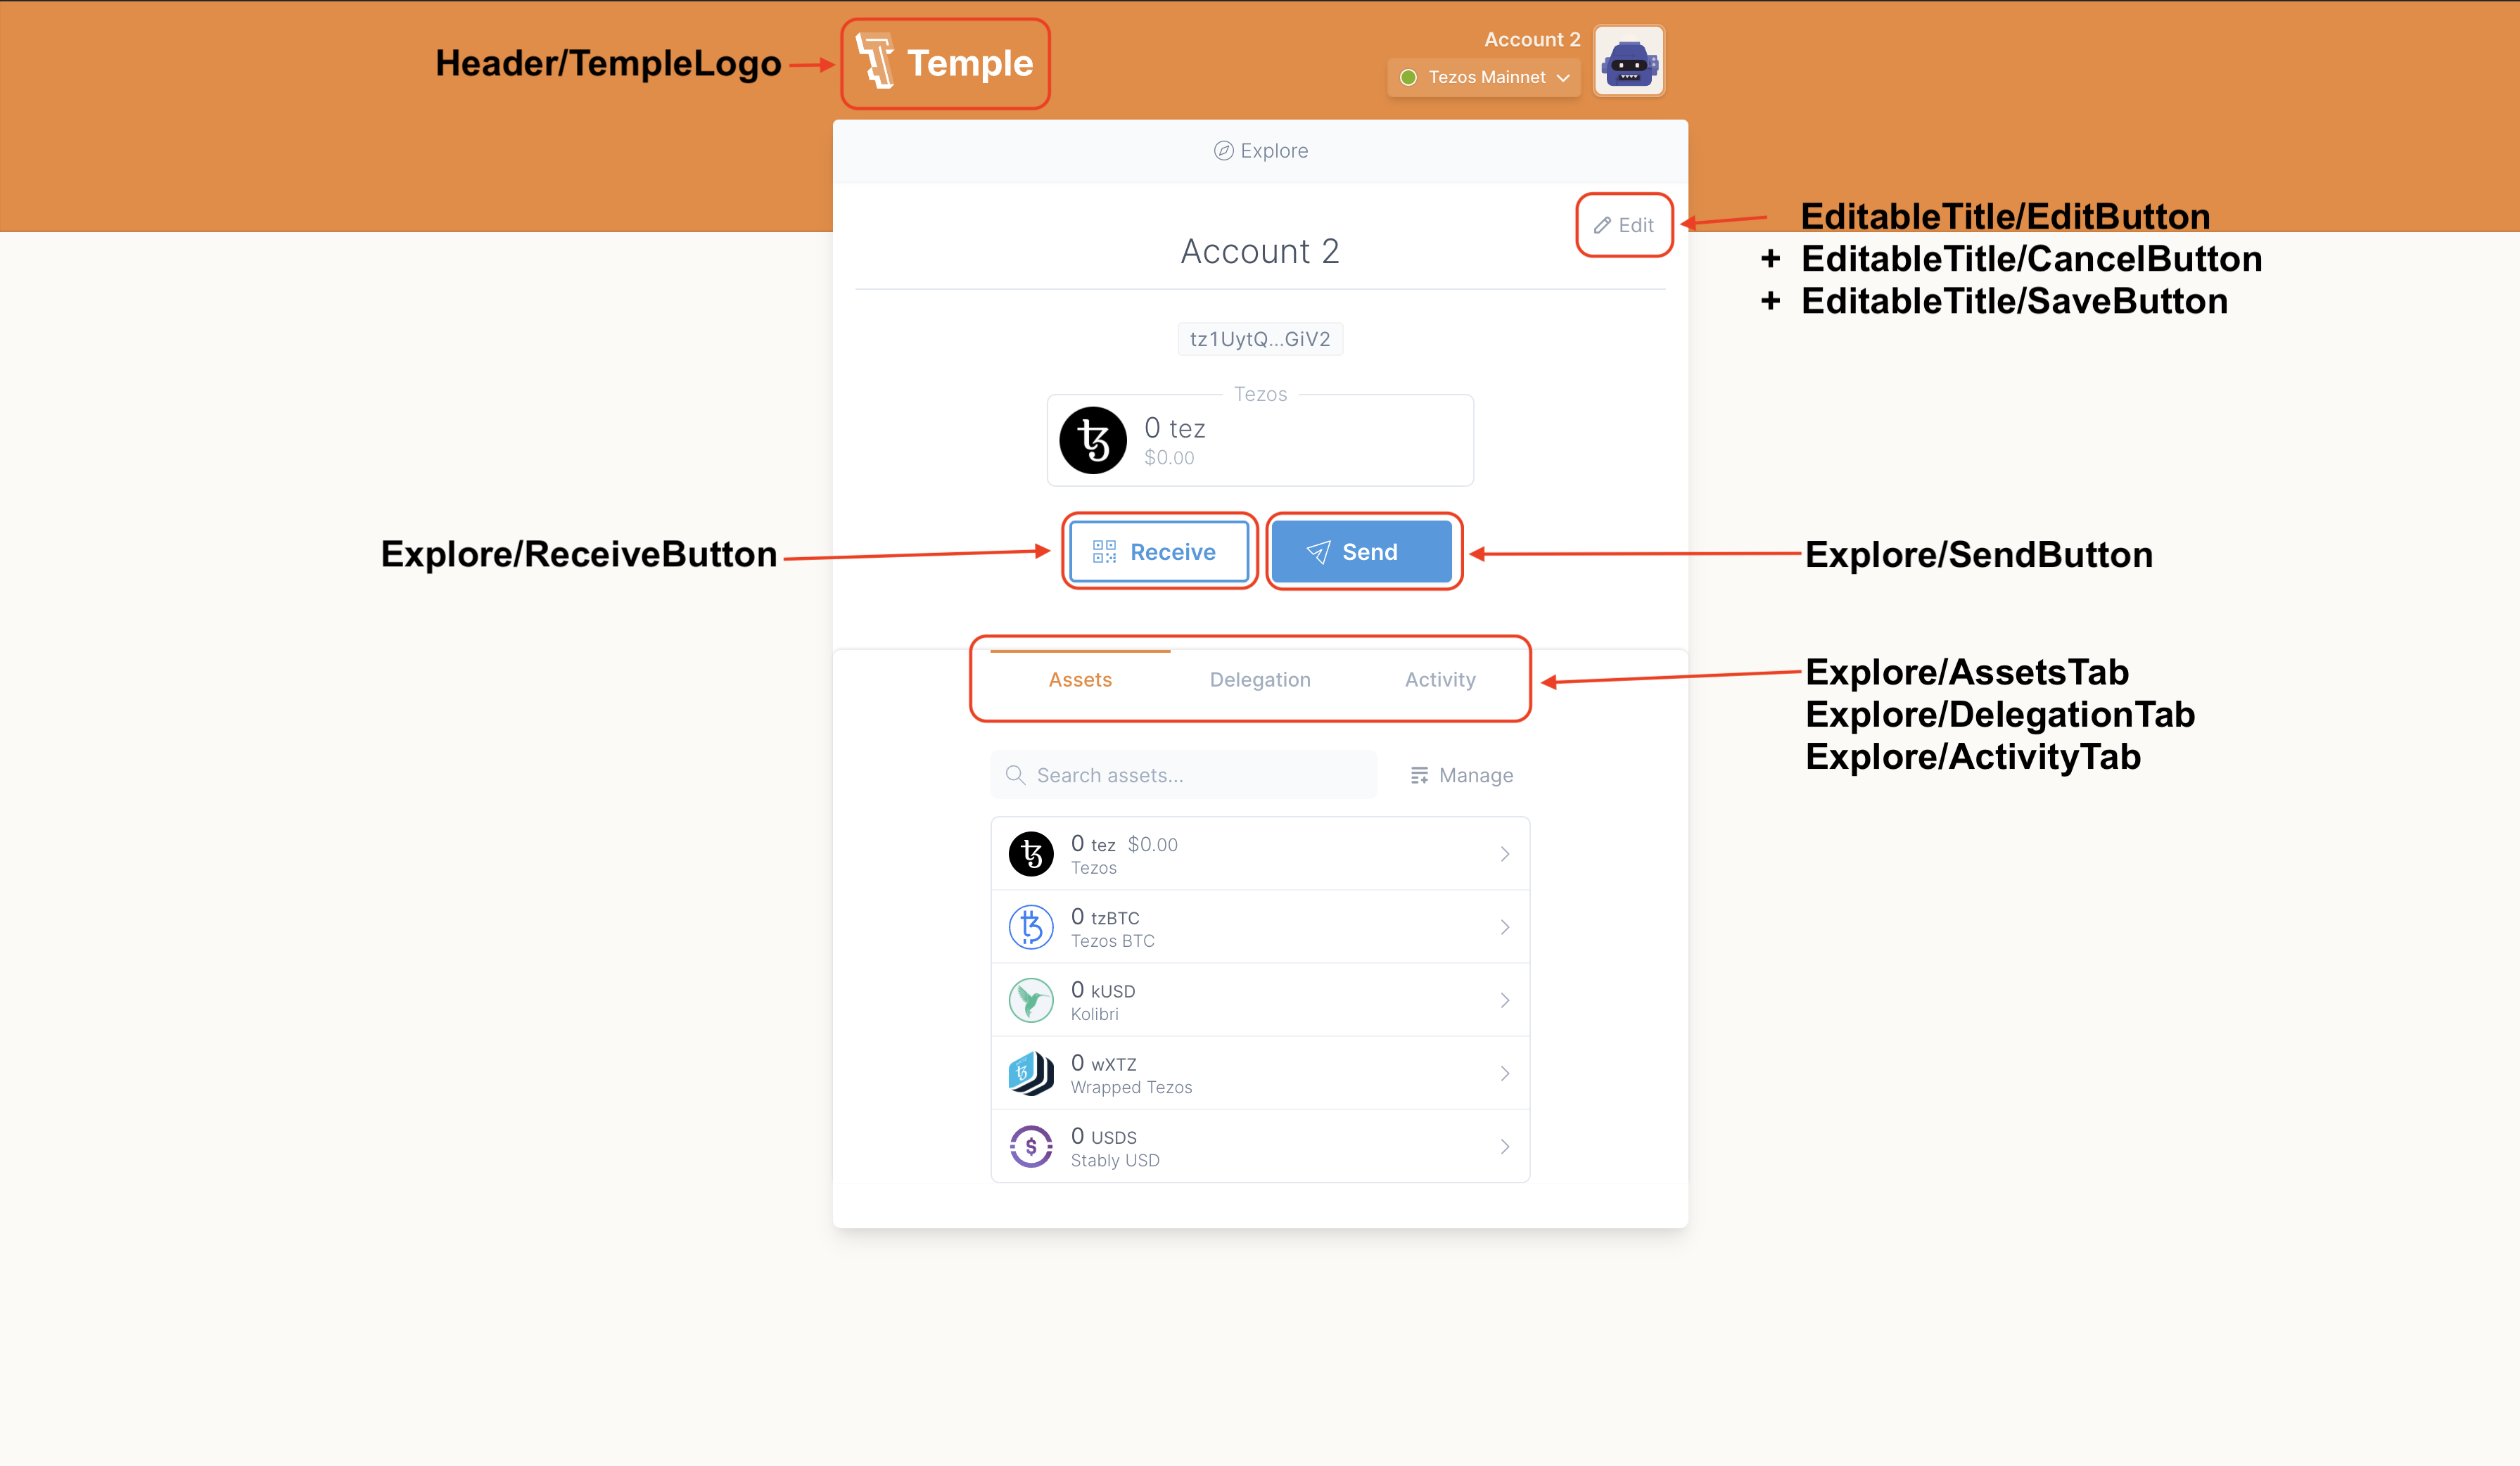 Header/TempleLogo
Temple
Account 2
Tezos Mainnet
Explore
Edit
EditableTitle/EditButton
+ EditableTitle/CancelButton
+ EditableTitle/SaveButton
Account 2
tz1UytQ...GiV2
Tezos
0 tez
$0.00
Explore/ReceiveButton
Receive
Send
Explore/SendButton
Assets
Delegation
Activity
Explore/AssetsTab
Explore/DelegationTab
Explore/ActivityTab
Search assets...
Manage
0 tez $0.00
Tezos
0 tzBTC
Tezos BTC
0 kUSD
Kolibri
0 wXTZ
Wrapped Tezos
0 USDS
Stably USD